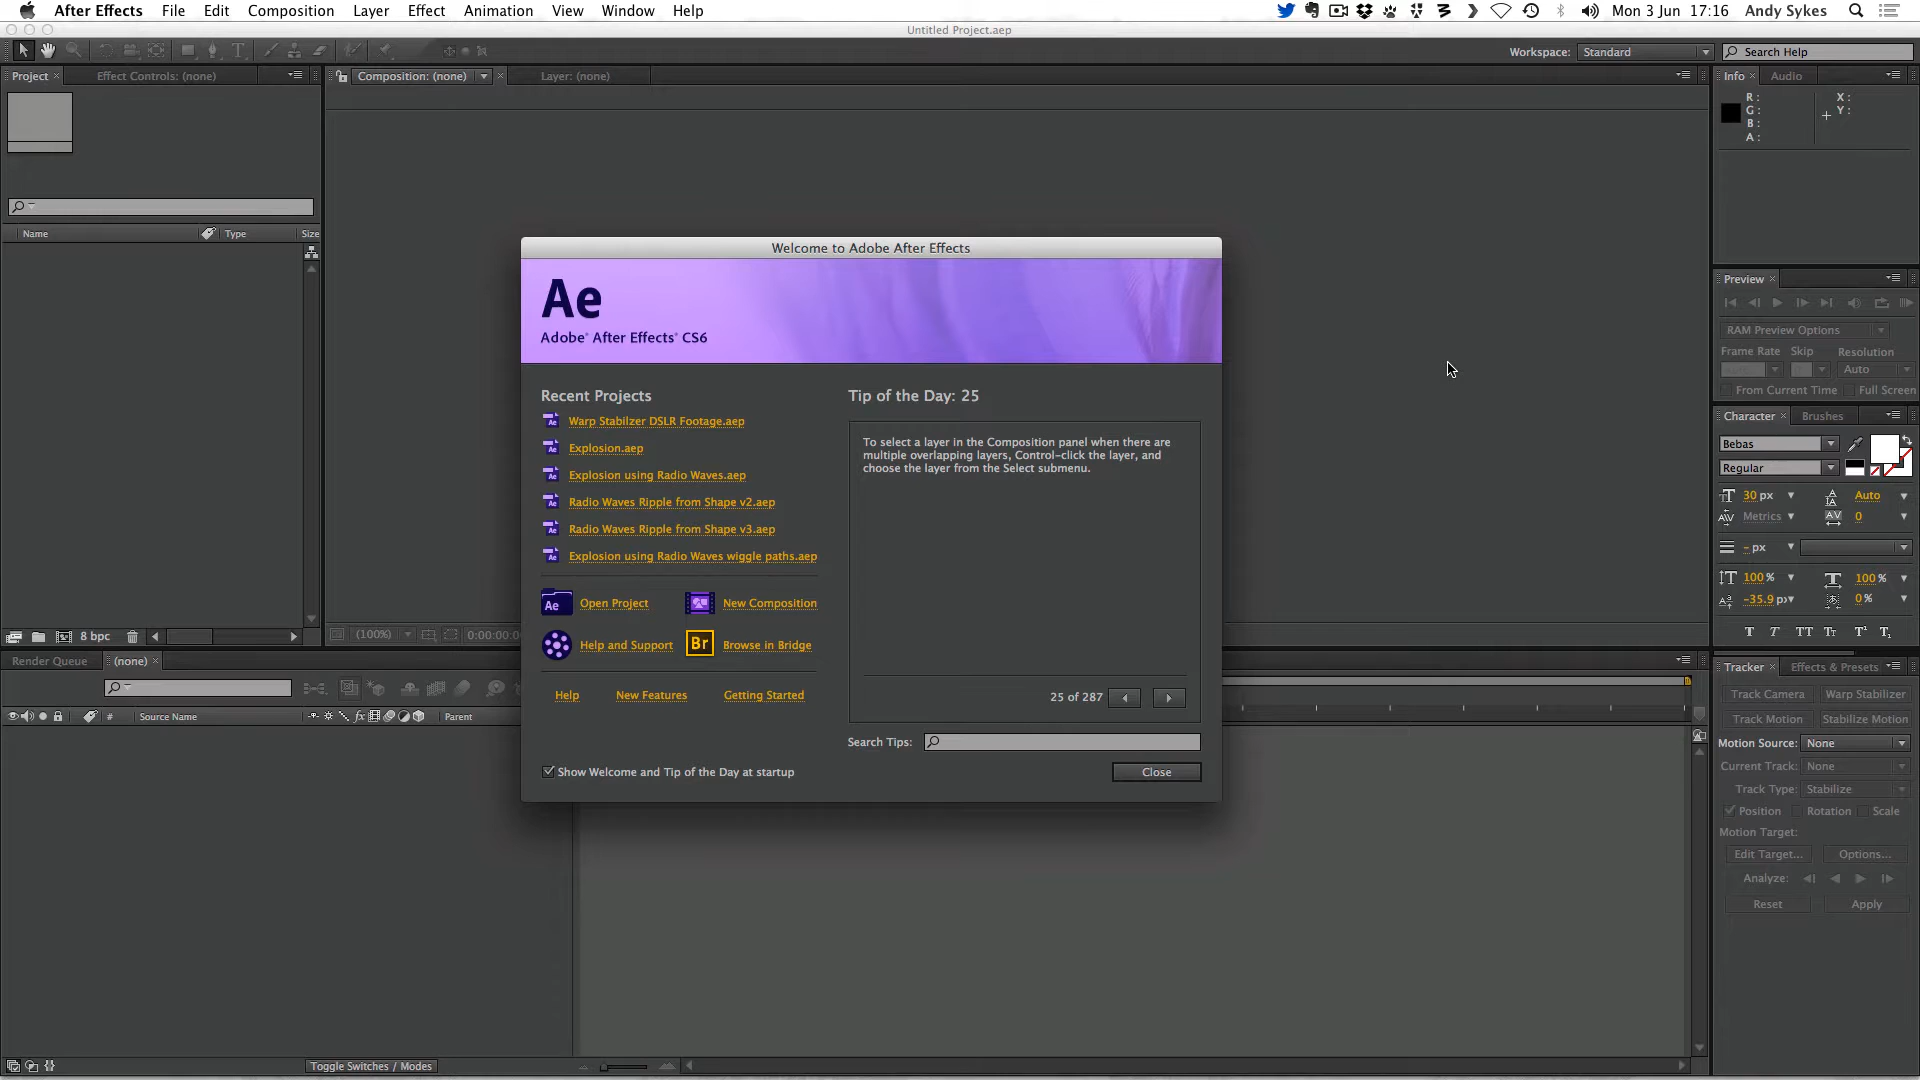 After Effects File Edit Composition Layer Effect Animation View Window Help Mon 3 Jun 17:16 Andy Sykes
Untitled Project.aep
Workspace: Standard Search Help
Project Effect Controls: (none) Composition: (none) Layer: (none) Info Audio
R: X:
G: Y:
B:
A:
Name Type Size
Welcome to Adobe After Effects
Ae
Adobe® After Effects® CS6
Preview
RAM Preview Options
Frame Rate Skip Resolution
Auto
From Current Time Full Screen
Recent Projects
Warp Stabilzer DSLR Footage.aep
Explosion.aep
Explosion using Radio Waves.aep
Radio Waves Ripple from Shape v2.aep
Radio Waves Ripple from Shape v3.aep
Explosion using Radio Waves wiggle paths.aep
Open Project New Composition
Help and Support Browse in Bridge
Help New Features Getting Started
Show Welcome and Tip of the Day at startup
Tip of the Day: 25
To select a layer in the Composition panel when there are
multiple overlapping layers, Control-click the layer, and
choose the layer from the Select submenu.
25 of 287
Search Tips:
Close
Character Brushes
Bebas
Regular
30 px Auto
Metrics 0
- px
100 % 100 %
-35.9 px 0 %
T T TT Tt T¹ T₁
8 bpc (100%) 0:00:00:0
Render Queue (none)
# Source Name Parent
Tracker Effects & Presets
Track Camera Warp Stabilizer
Track Motion Stabilize Motion
Motion Source: None
Current Track: None
Track Type: Stabilize
Position Rotation Scale
Motion Target:
Edit Target... Options...
Analyze:
Reset Apply
Toggle Switches / Modes